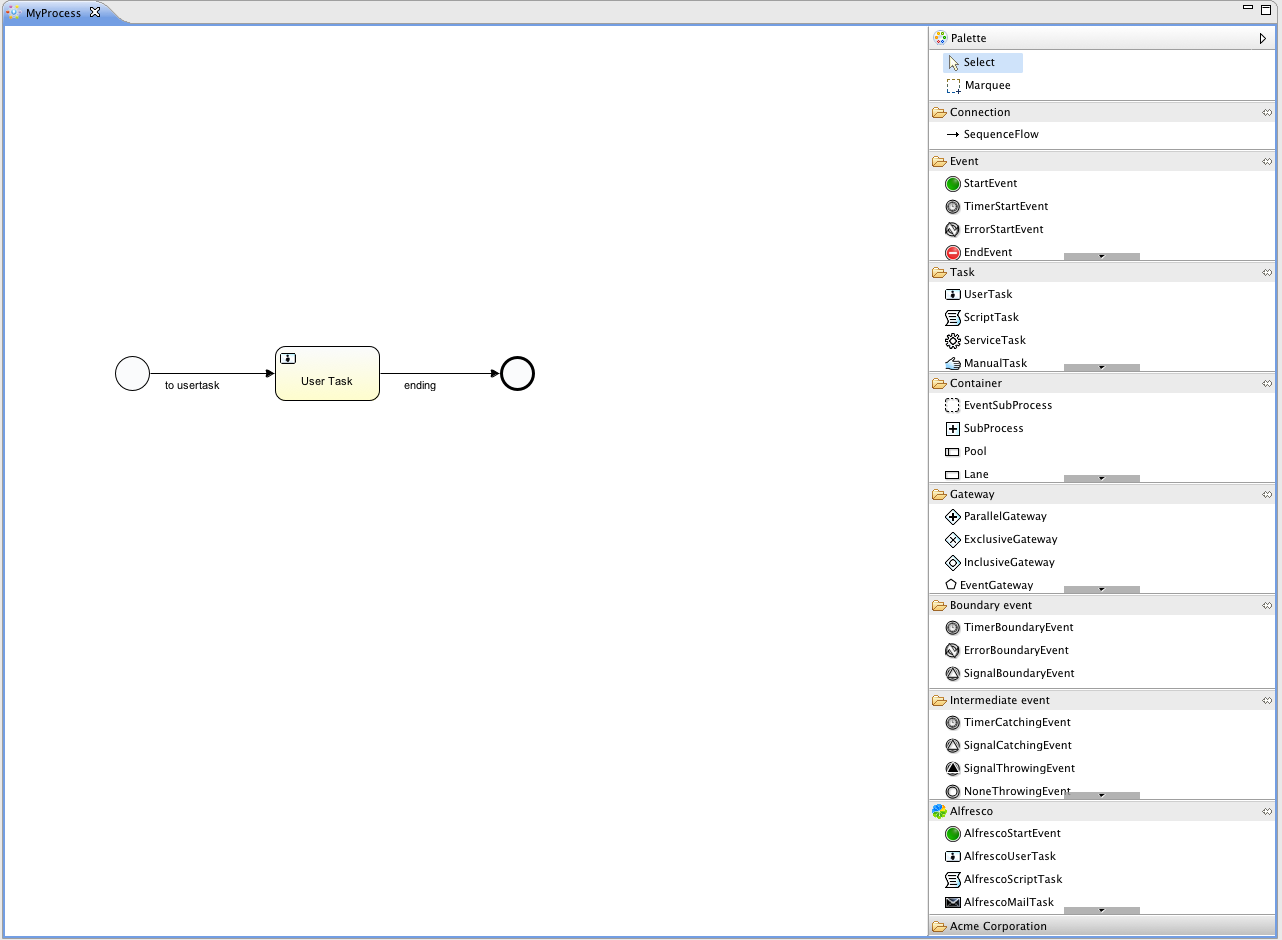 MyProcess
to usertask
User Task
ending
Palette
Select
Marquee
Connection
SequenceFlow
Event
StartEvent
TimerStartEvent
ErrorStartEvent
EndEvent
Task
UserTask
ScriptTask
ServiceTask
ManualTask
Container
EventSubProcess
SubProcess
Pool
Lane
Gateway
ParallelGateway
ExclusiveGateway
InclusiveGateway
EventGateway
Boundary event
TimerBoundaryEvent
ErrorBoundaryEvent
SignalBoundaryEvent
Intermediate event
TimerCatchingEvent
SignalCatchingEvent
SignalThrowingEvent
NoneThrowingEvent
Alfresco
AlfrescoStartEvent
AlfrescoUserTask
AlfrescoScriptTask
AlfrescoMailTask
Acme Corporation